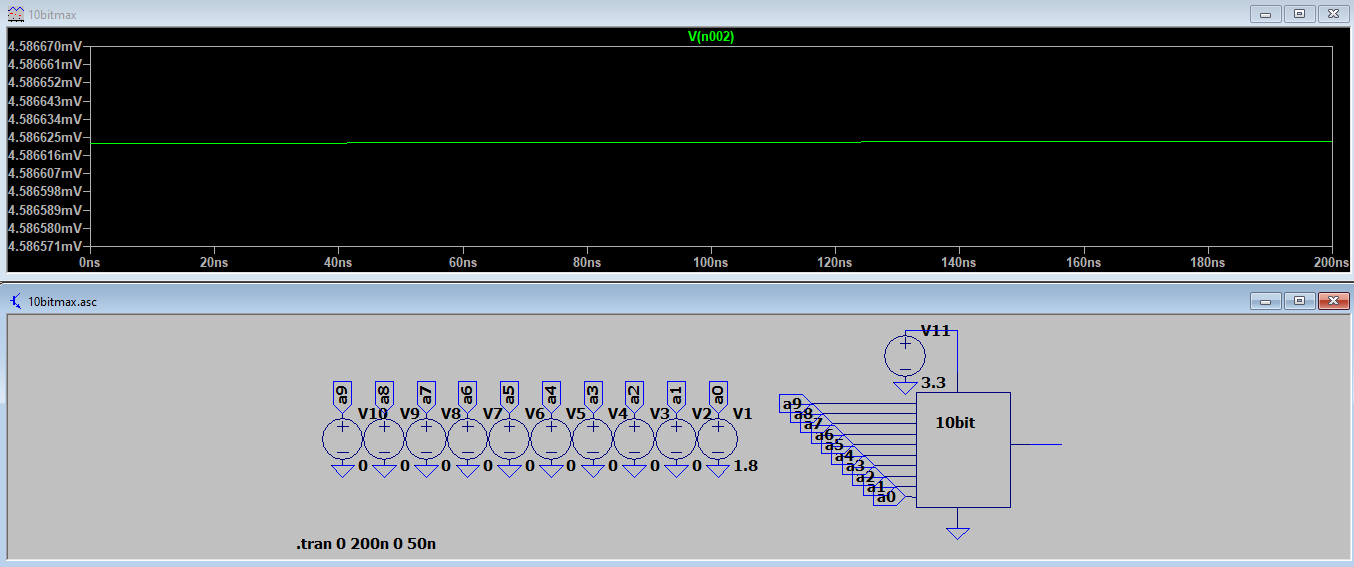 10bitmax
V(n002)
4.586670mV
4.586661mV
4.586652mV
4.586643mV
4.586634mV
4.586625mV
4.586616mV
4.586607mV
4.586598mV
4.586589mV
4.586580mV
4.586571mV
0ns 20ns 40ns 60ns 80ns 100ns 120ns 140ns 160ns 180ns 200ns
10bitmax.asc
V11
3.3
a9 a8 a7 a6 a5 a4 a3 a2 a1 a0
V10 V9 V8 V7 V6 V5 V4 V3 V2 V1
0 0 0 0 0 0 0 0 0 1.8
a9
a8
a7
a6
a5
a4
a3
a2
a1
a0
10bit
.tran 0 200n 0 50n